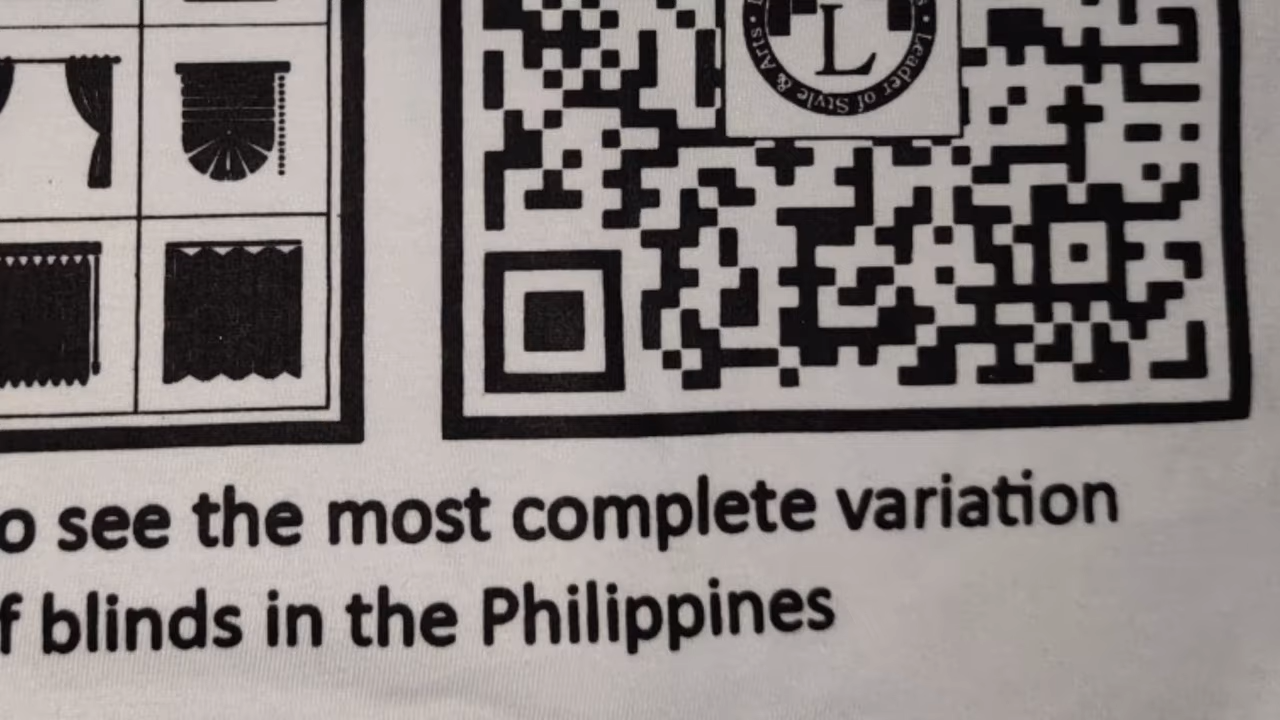 L
• Leader of Style & Arts •
o see the most complete variation
f blinds in the Philippines